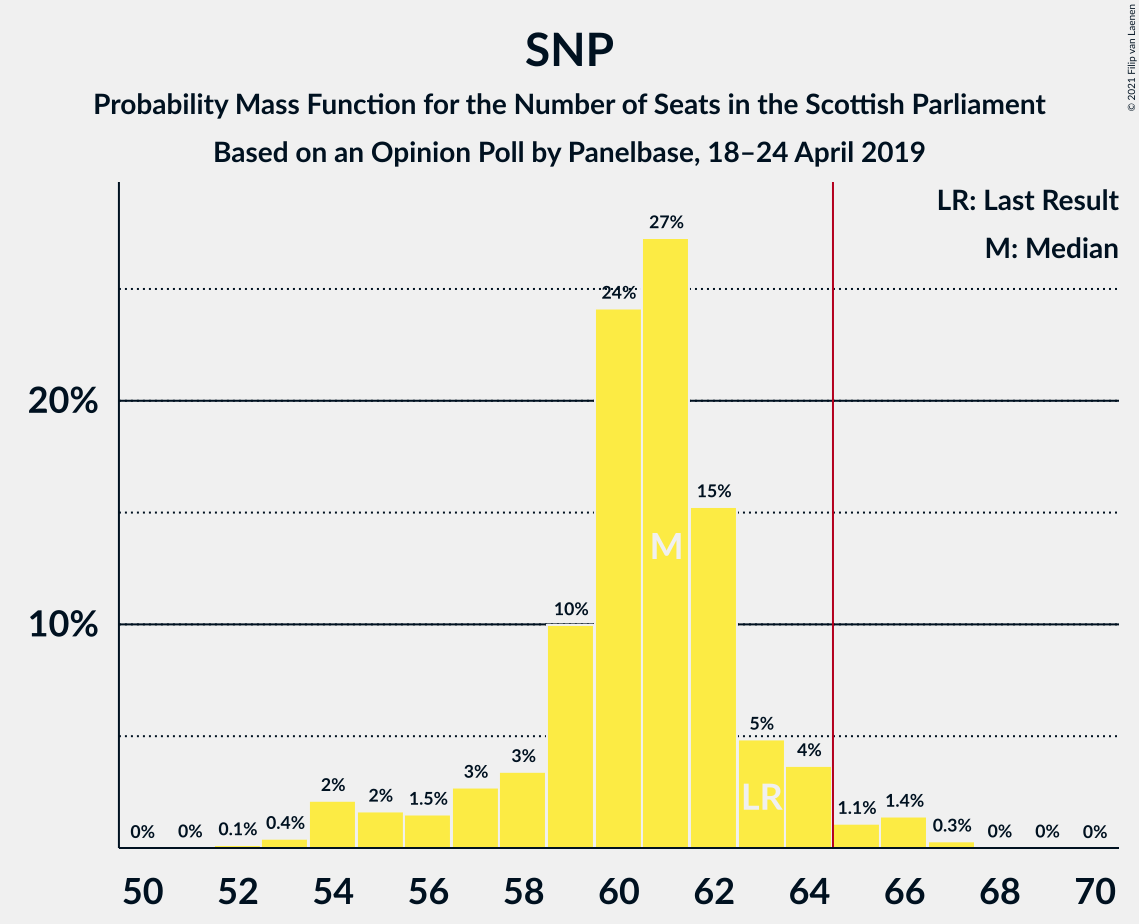 SNP
Probability Mass Function for the Number of Seats in the Scottish Parliament
Based on an Opinion Poll by Panelbase, 18–24 April 2019
© 2021 Filip van Laenen
LR: Last Result
M: Median
20%
10%
0%
0%
0.1%
0.4%
2%
2%
1.5%
3%
3%
10%
24%
27%
15%
5%
4%
1.1%
1.4%
0.3%
0%
0%
0%
M
LR
50 52 54 56 58 60 62 64 66 68 70